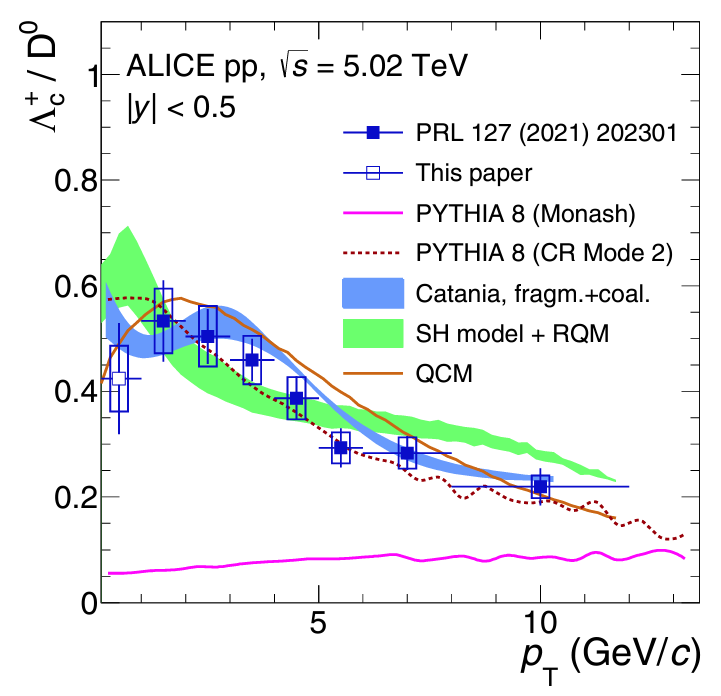 Λc+ / D0
ALICE pp, √s = 5.02 TeV
|y| < 0.5
PRL 127 (2021) 202301
This paper
PYTHIA 8 (Monash)
PYTHIA 8 (CR Mode 2)
Catania, fragm.+coal.
SH model + RQM
QCM
1
0.8
0.6
0.4
0.2
0
5
10
pT (GeV/c)